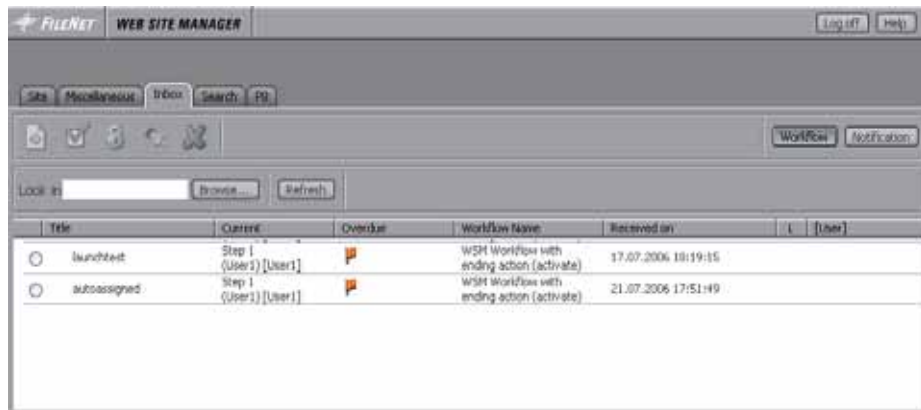 FILENET WEB SITE MANAGER Log off Help
Site Miscellaneous Inbox Search PB
Workflow Notification
Look in Browse... Refresh
Title Current Overdue Workflow Name Received on L [User]
launchtest Step 1 (User1) [User1] WSM Workflow with ending action (activate) 17.07.2006 18:19:15
autoassigned Step 1 (User1) [User1] WSM Workflow with ending action (activate) 21.07.2006 17:51:49